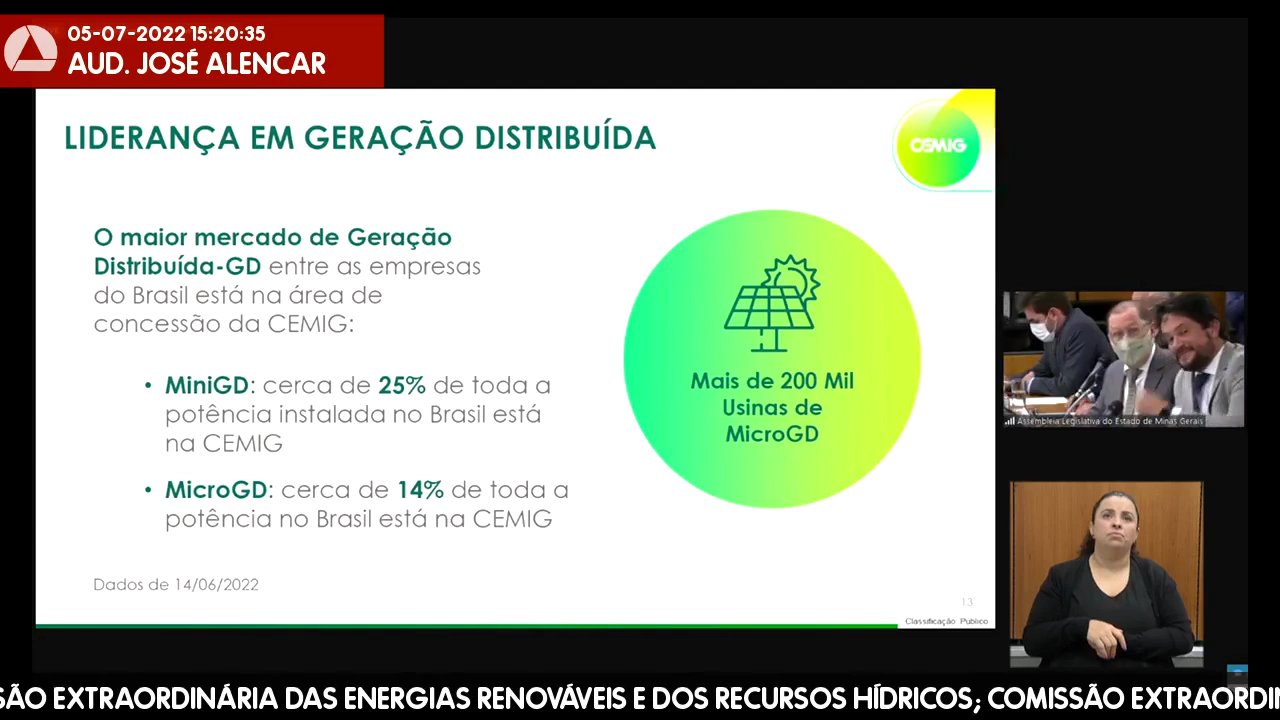 05-07-2022 15:20:35
AUD. JOSÉ ALENCAR
LIDERANÇA EM GERAÇÃO DISTRIBUÍDA
CEMIG
O maior mercado de Geração
Distribuída-GD entre as empresas
do Brasil está na área de
concessão da CEMIG:
• MiniGD: cerca de 25% de toda a
potência instalada no Brasil está
na CEMIG
• MicroGD: cerca de 14% de toda a
potência no Brasil está na CEMIG
Dados de 14/06/2022
Mais de 200 Mil
Usinas de
MicroGD
13
Classificação: Público
Assembleia Legislativa do Estado de Minas Gerais
SÃO EXTRAORDINÁRIA DAS ENERGIAS RENOVÁVEIS E DOS RECURSOS HÍDRICOS; COMISSÃO EXTRAORDI